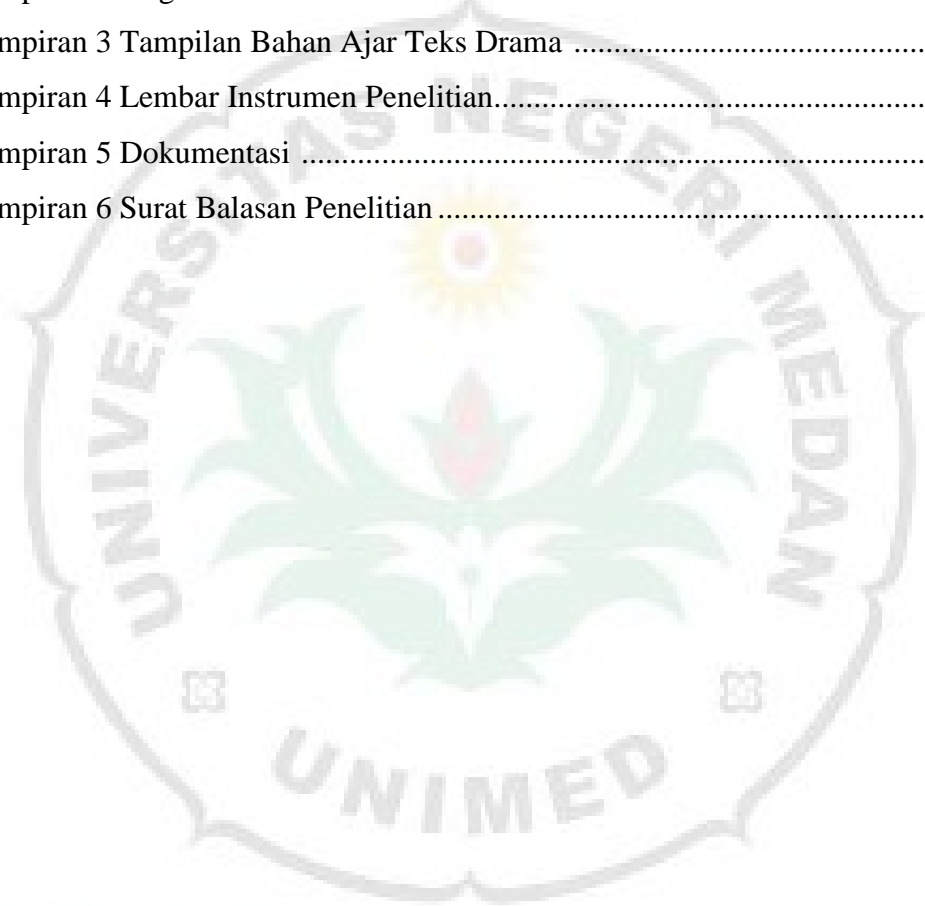 mpiran 3 Tampilan Bahan Ajar Teks Drama ............................................
mpiran 4 Lembar Instrumen Penelitian......................................................
mpiran 5 Dokumentasi ...............................................................................
mpiran 6 Surat Balasan Penelitian..............................................................
UNIVERSITAS NEGERI MEDAN
UNIMED